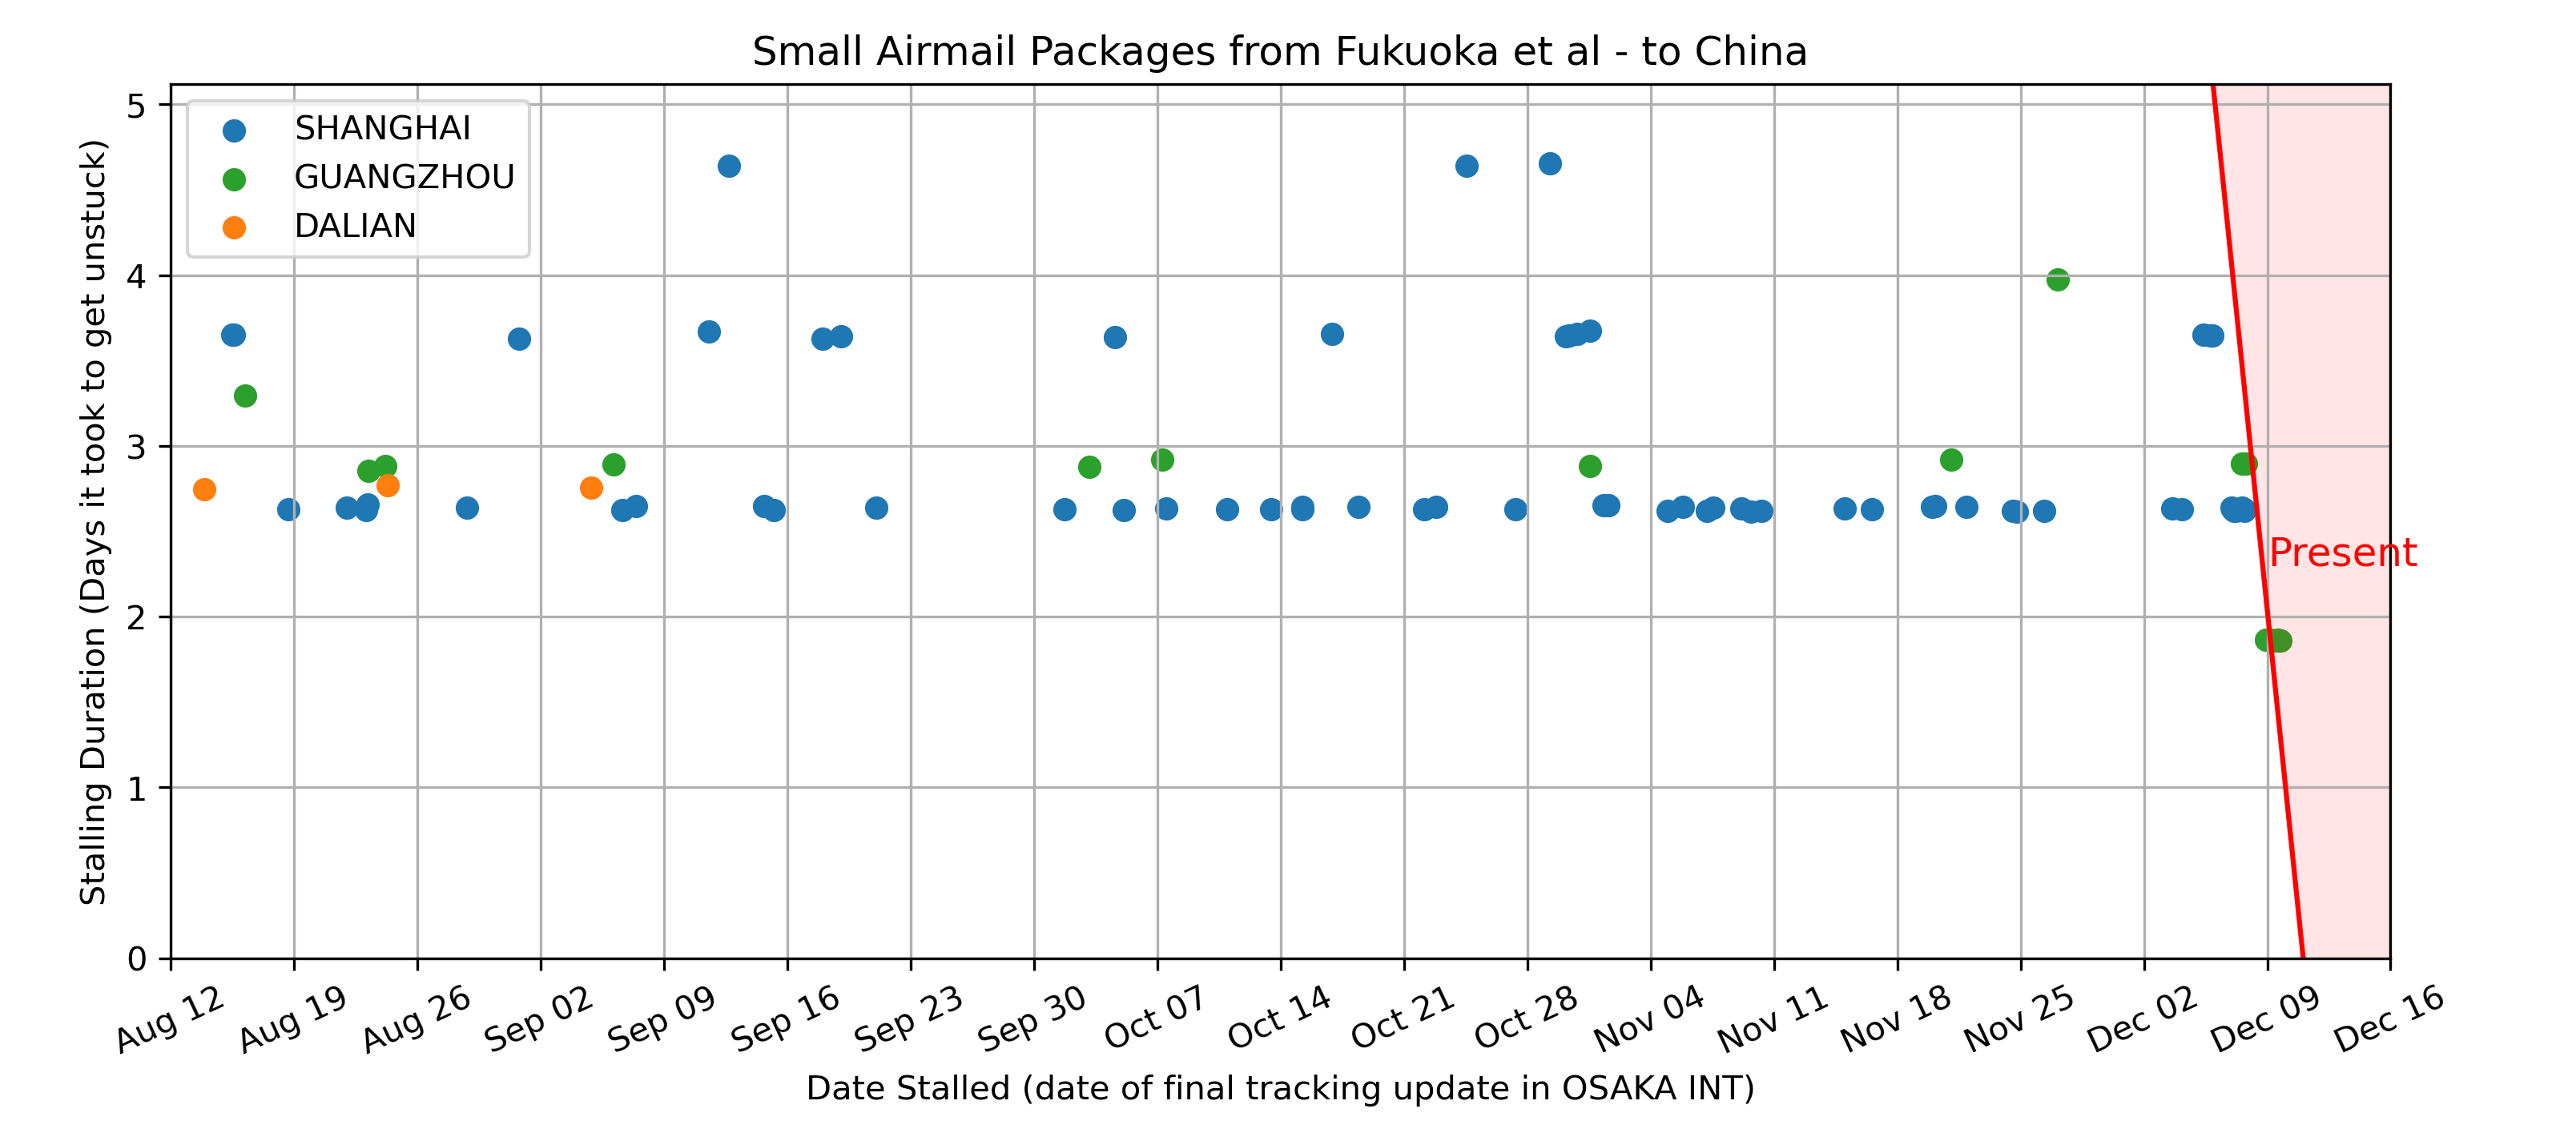 Small Airmail Packages from Fukuoka et al - to China
Stalling Duration (Days it took to get unstuck)
5
4
3
2
1
0
SHANGHAI
GUANGZHOU
DALIAN
Present
Aug 12
Aug 19
Aug 26
Sep 02
Sep 09
Sep 16
Sep 23
Sep 30
Oct 07
Oct 14
Oct 21
Oct 28
Nov 04
Nov 11
Nov 18
Nov 25
Dec 02
Dec 09
Dec 16
Date Stalled (date of final tracking update in OSAKA INT)